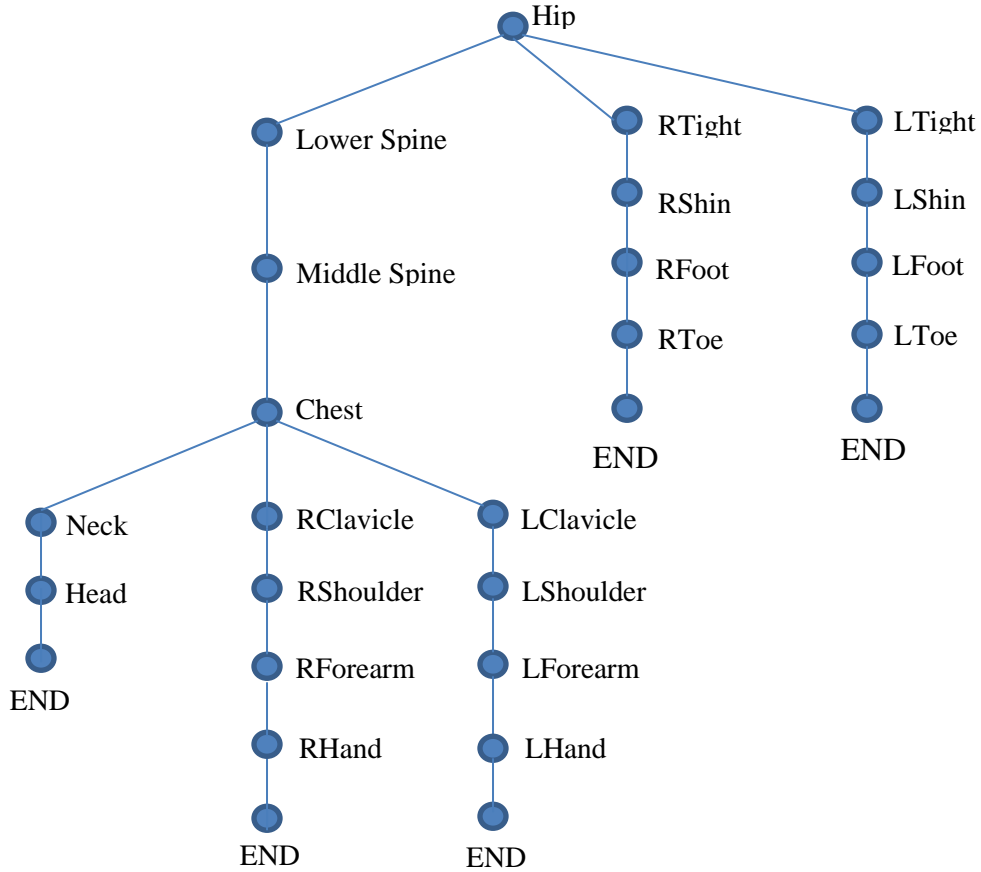 Hip
Lower Spine
RTight
LTight
RShin
LShin
Middle Spine
RFoot
LFoot
RToe
LToe
Chest
END
END
Neck
RClavicle
LClavicle
Head
RShoulder
LShoulder
RForearm
LForearm
END
RHand
LHand
END
END